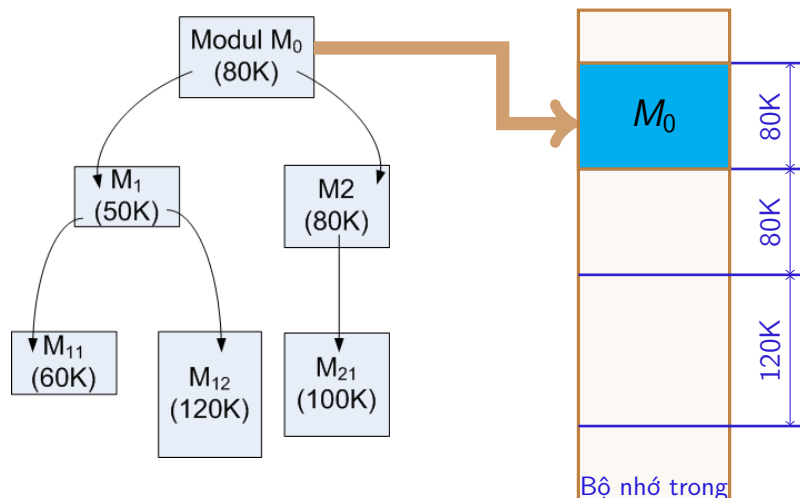 Modul M₀
(80K)
M₁
(50K)
M2
(80K)
M₁₁
(60K)
M₁₂
(120K)
M₂₁
(100K)
M₀
80K
80K
120K
Bộ nhớ trong